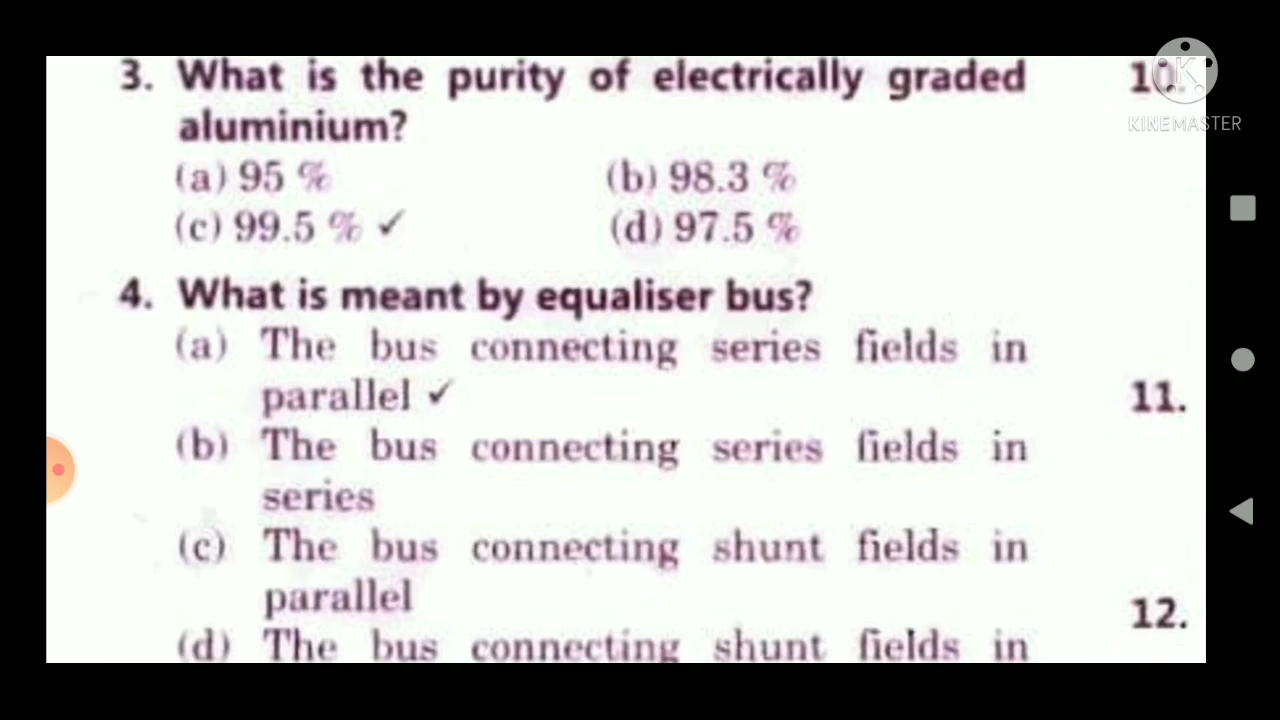 3. What is the purity of electrically graded
aluminium?
(a) 95 % (b) 98.3 %
(c) 99.5 % ✓ (d) 97.5 %
4. What is meant by equaliser bus?
(a) The bus connecting series fields in
parallel ✓
(b) The bus connecting series fields in
series
(c) The bus connecting shunt fields in
parallel
(d) The bus connecting shunt fields in
10.
K
KINEMASTER
11.
12.